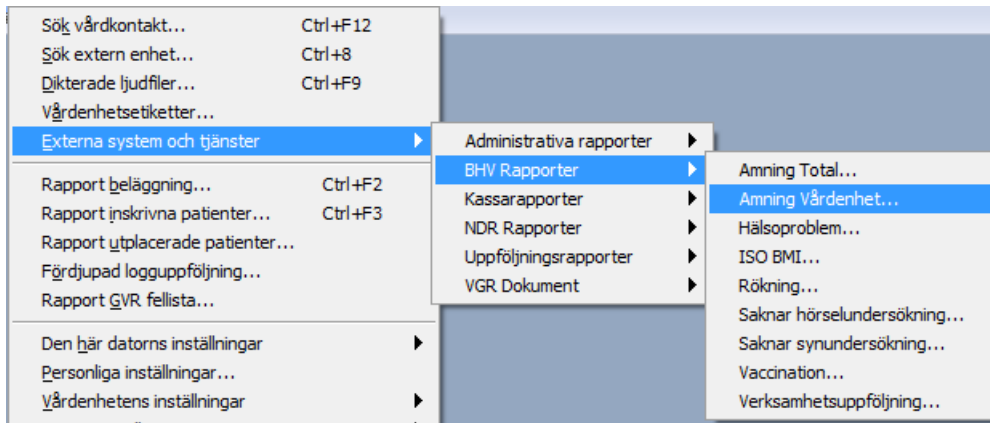 Sök vårdkontakt... Ctrl+F12
Sök extern enhet... Ctrl+8
Dikterade ljudfiler... Ctrl+F9
Vårdenhetsetiketter...
Externa system och tjänster
Rapport beläggning... Ctrl+F2
Rapport inskrivna patienter... Ctrl+F3
Rapport utplacerade patienter...
Fördjupad logguppföljning...
Rapport GVR fellista...
Den här datorns inställningar
Personliga inställningar...
Vårdenhetens inställningar
Administrativa rapporter
BHV Rapporter
Kassarapporter
NDR Rapporter
Uppföljningsrapporter
VGR Dokument
Amning Total...
Amning Vårdenhet...
Hälsoproblem...
ISO BMI...
Rökning...
Saknar hörselundersökning...
Saknar synundersökning...
Vaccination...
Verksamhetsuppföljning...